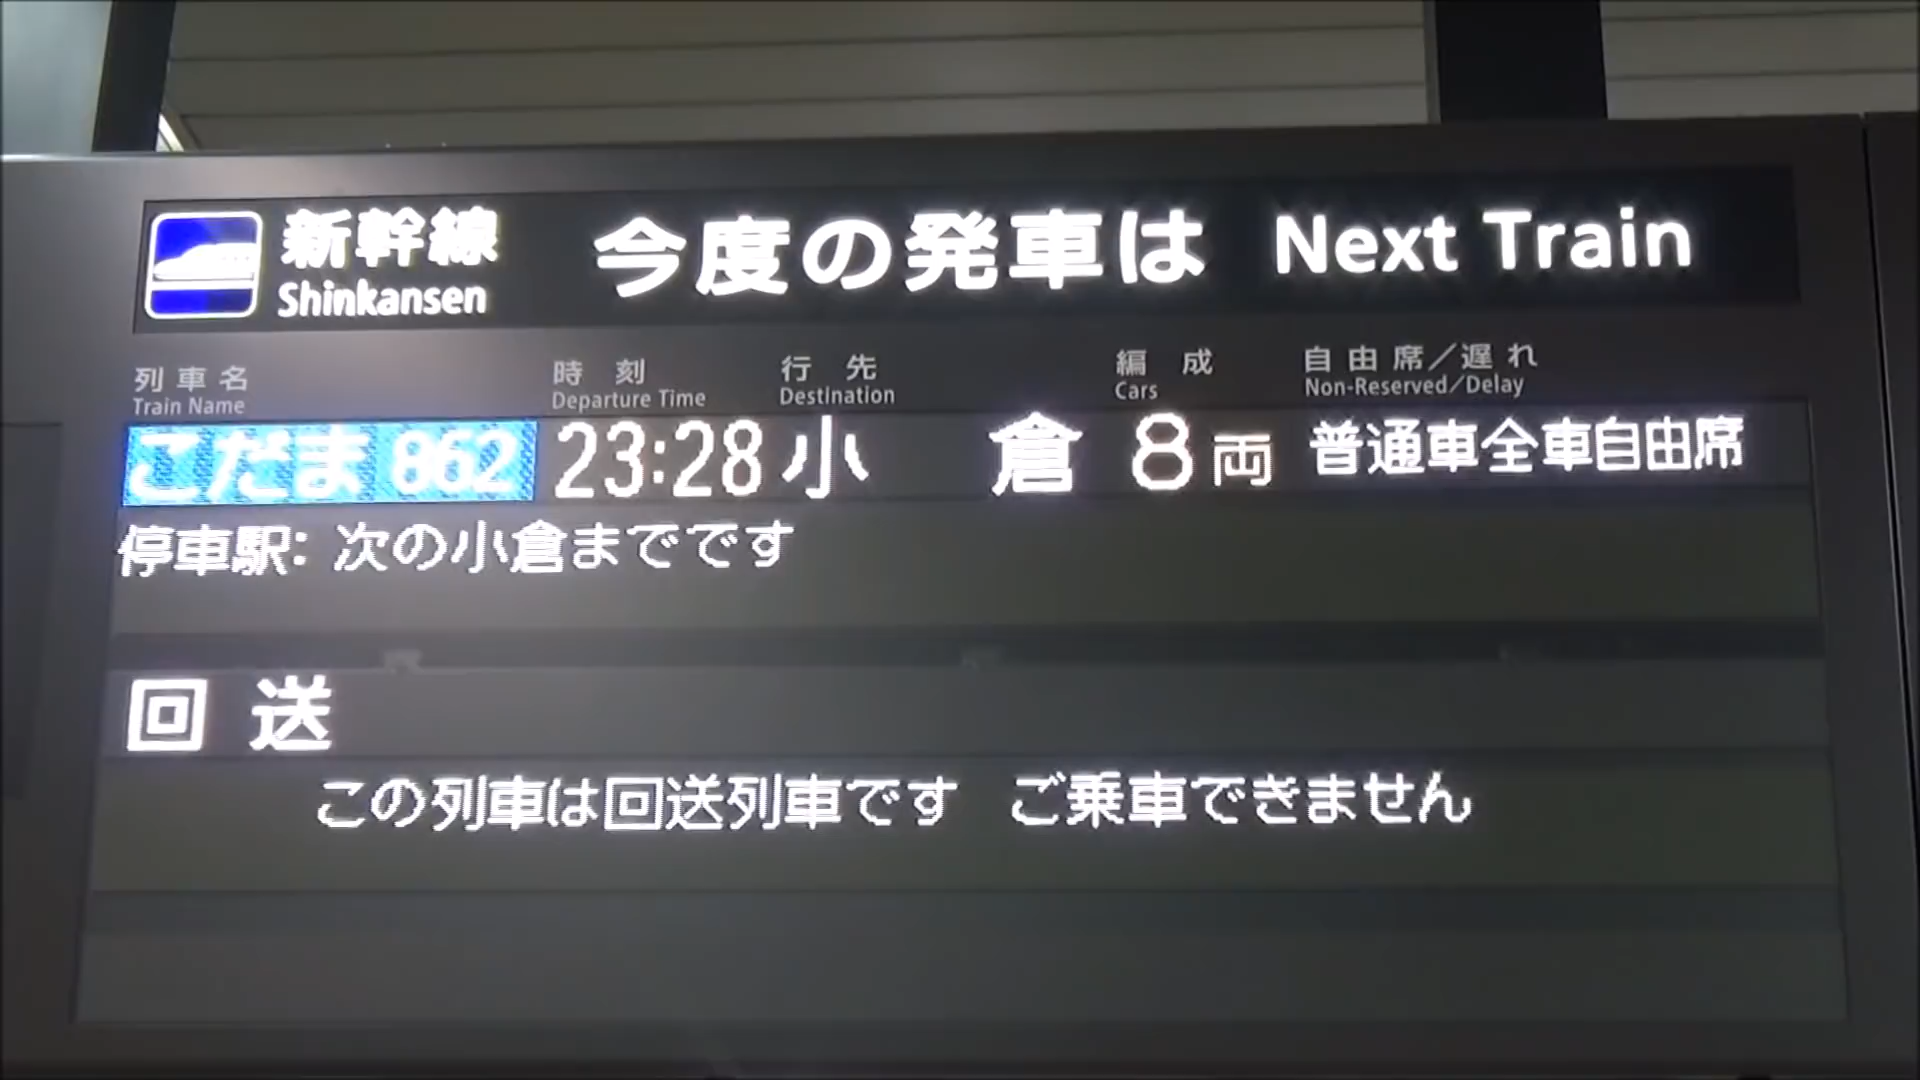 新幹線 今度の発車は Next Train
Shinkansen
列車名 時刻 行先 編成 自由席/遅れ
Train Name Departure Time Destination Cars Non-Reserved/Delay
こだま 862 23:28 小倉 8両 普通車全車自由席
停車駅: 次の小倉までです
回送
この列車は回送列車です ご乗車できません